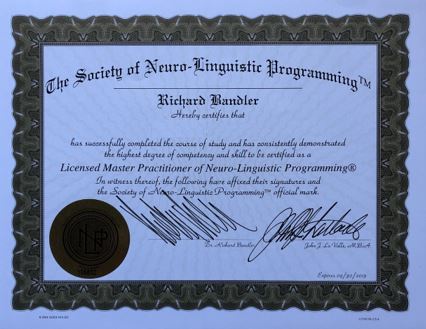 The Society of Neuro-Linguistic Programming™
Richard Bandler
Hereby certifies that
has successfully completed the course of study and has consistently demonstrated
the highest degree of competency and skill to be certified as a
Licensed Master Practitioner of Neuro-Linguistic Programming®
In witness thereof, the following have affixed their signatures and
the Society of Neuro-Linguistic Programming™ official mark.
Dr. Richard Bandler
John J. La Valle, M.B.A
NLP